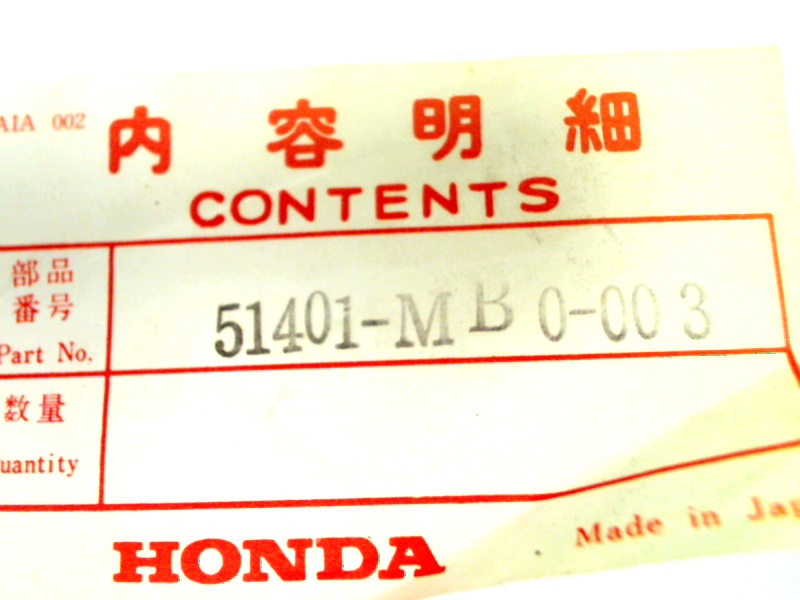 AIA 002
内容明細
CONTENTS
部品
番号
Part No.
51401-MB0-003
数量
uantity
HONDA
Made in Jap